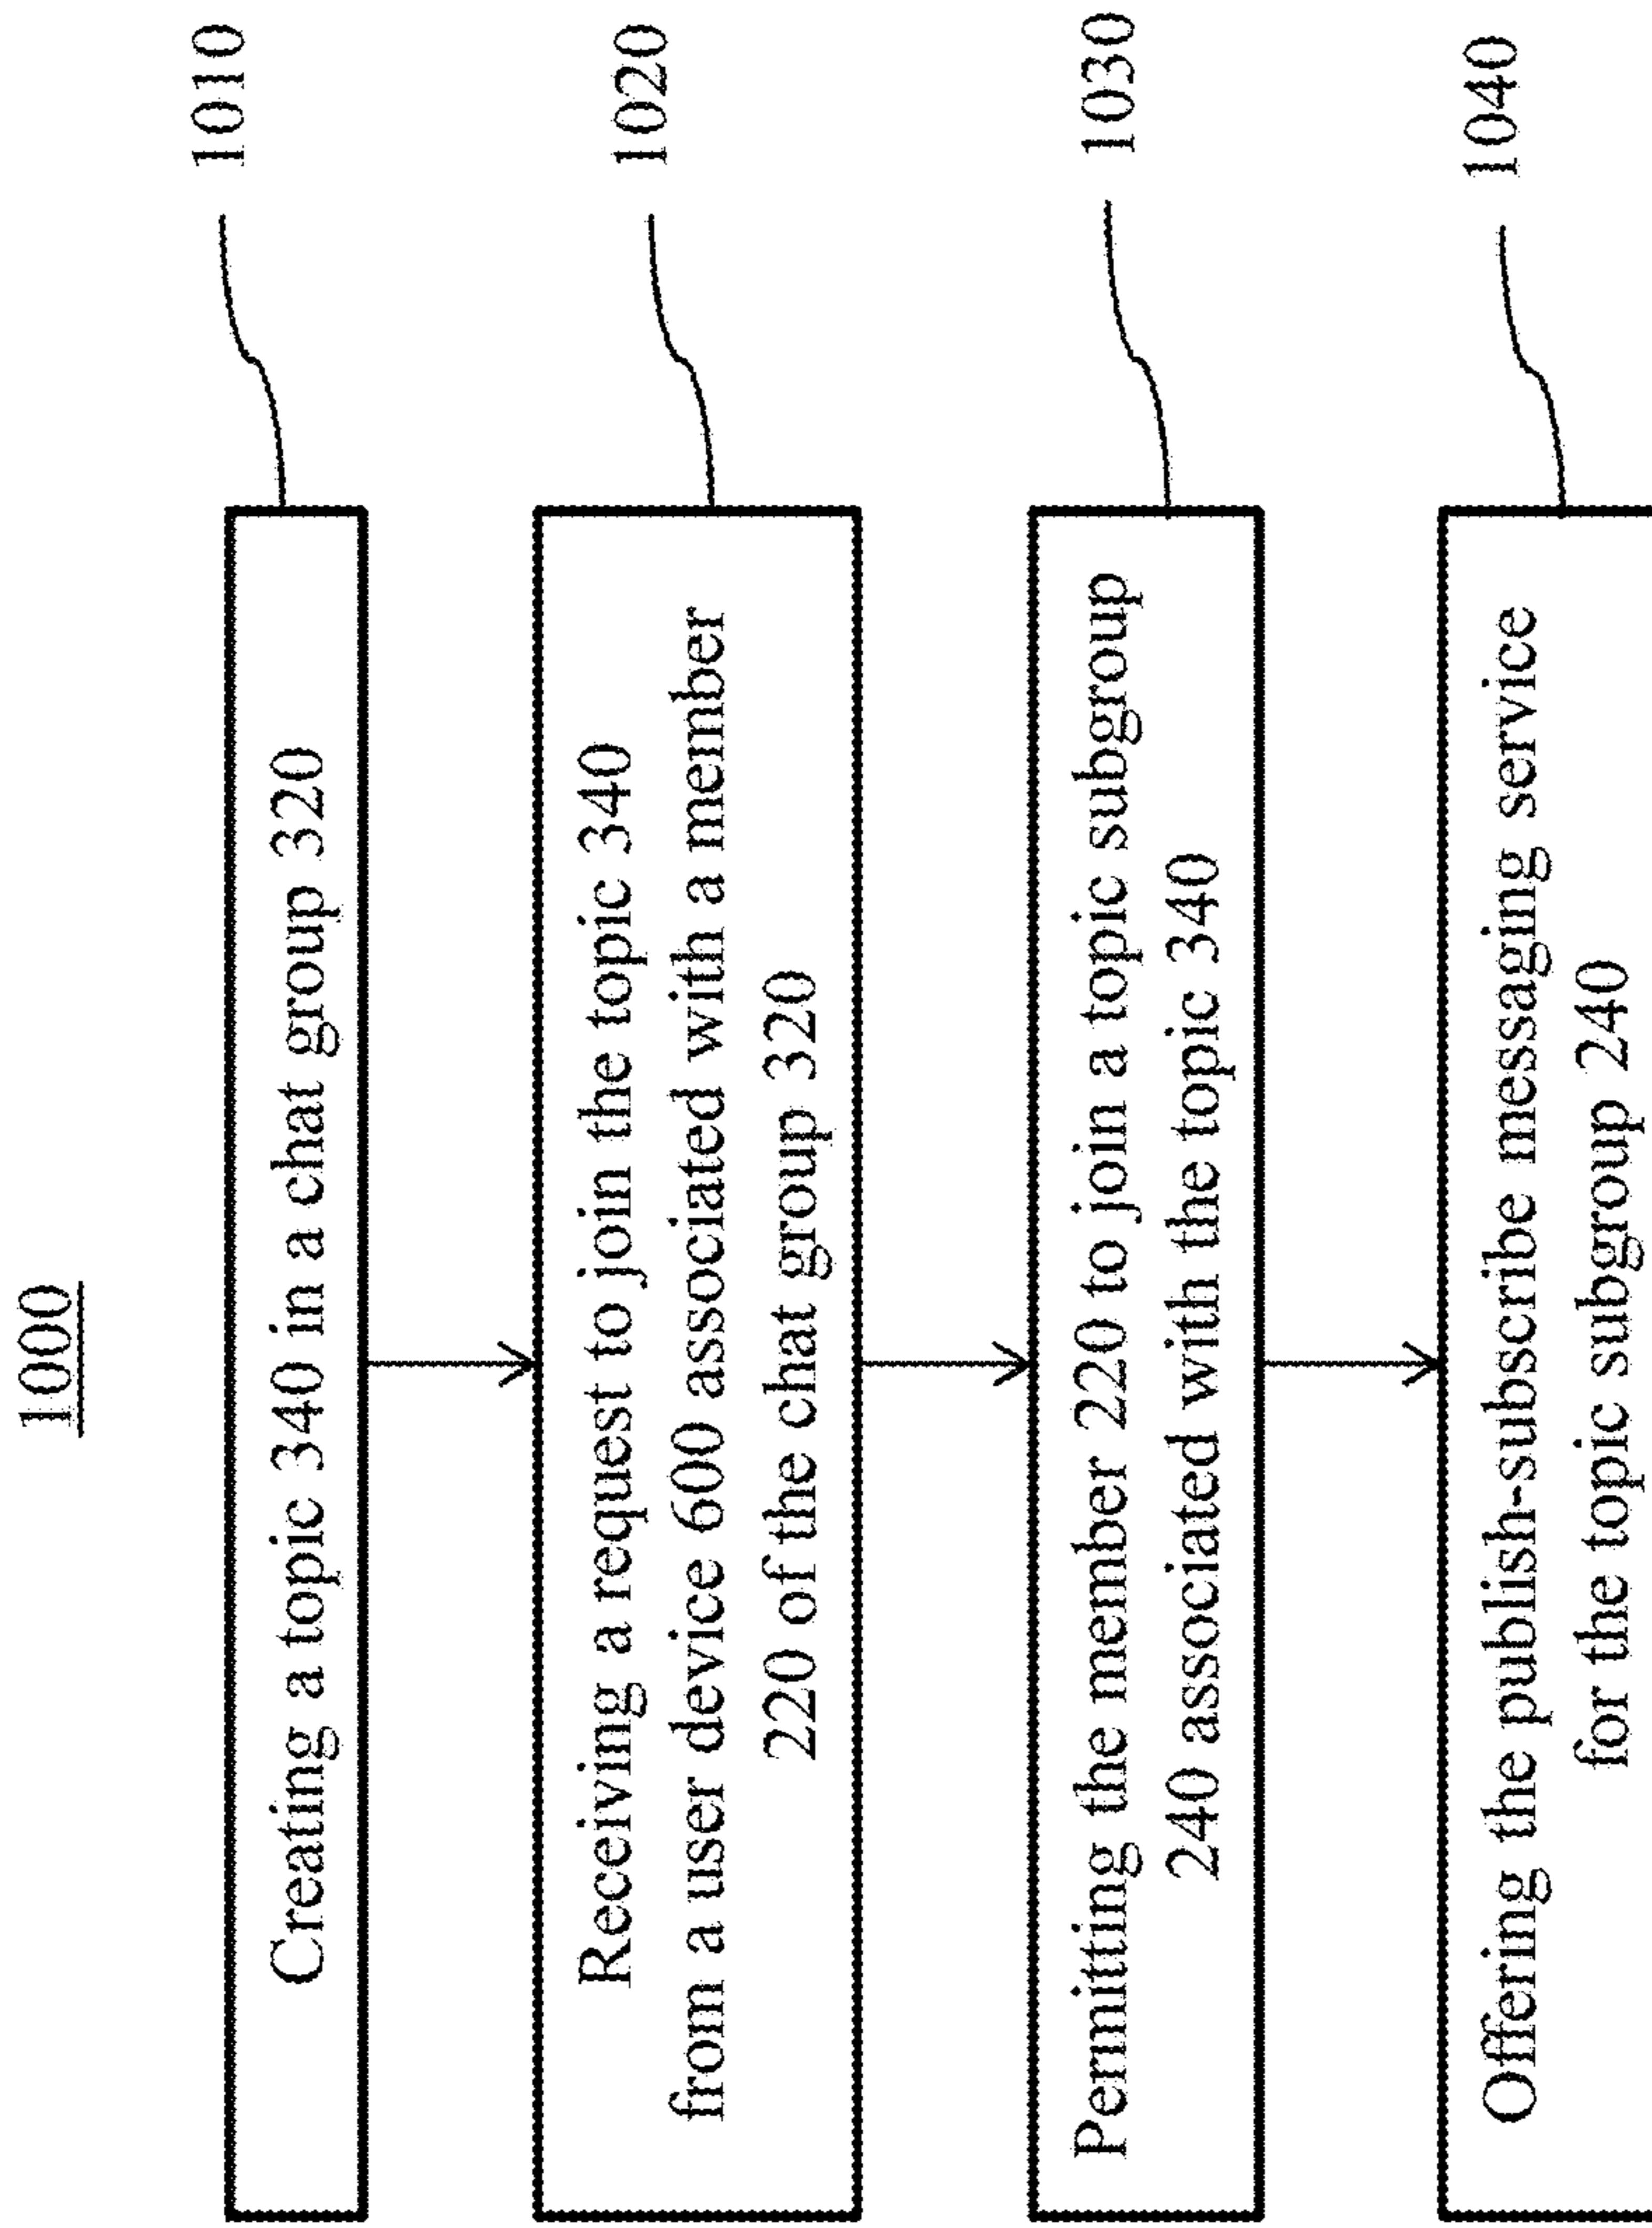 1000
Creating a topic 340 in a chat group 320
1010
Receiving a request to join the topic 340
from a user device 600 associated with a member
220 of the chat group 320
1020
Permitting the member 220 to join a topic subgroup
240 associated with the topic 340
1030
Offering the publish-subscribe messaging service
for the topic subgroup 240
1040